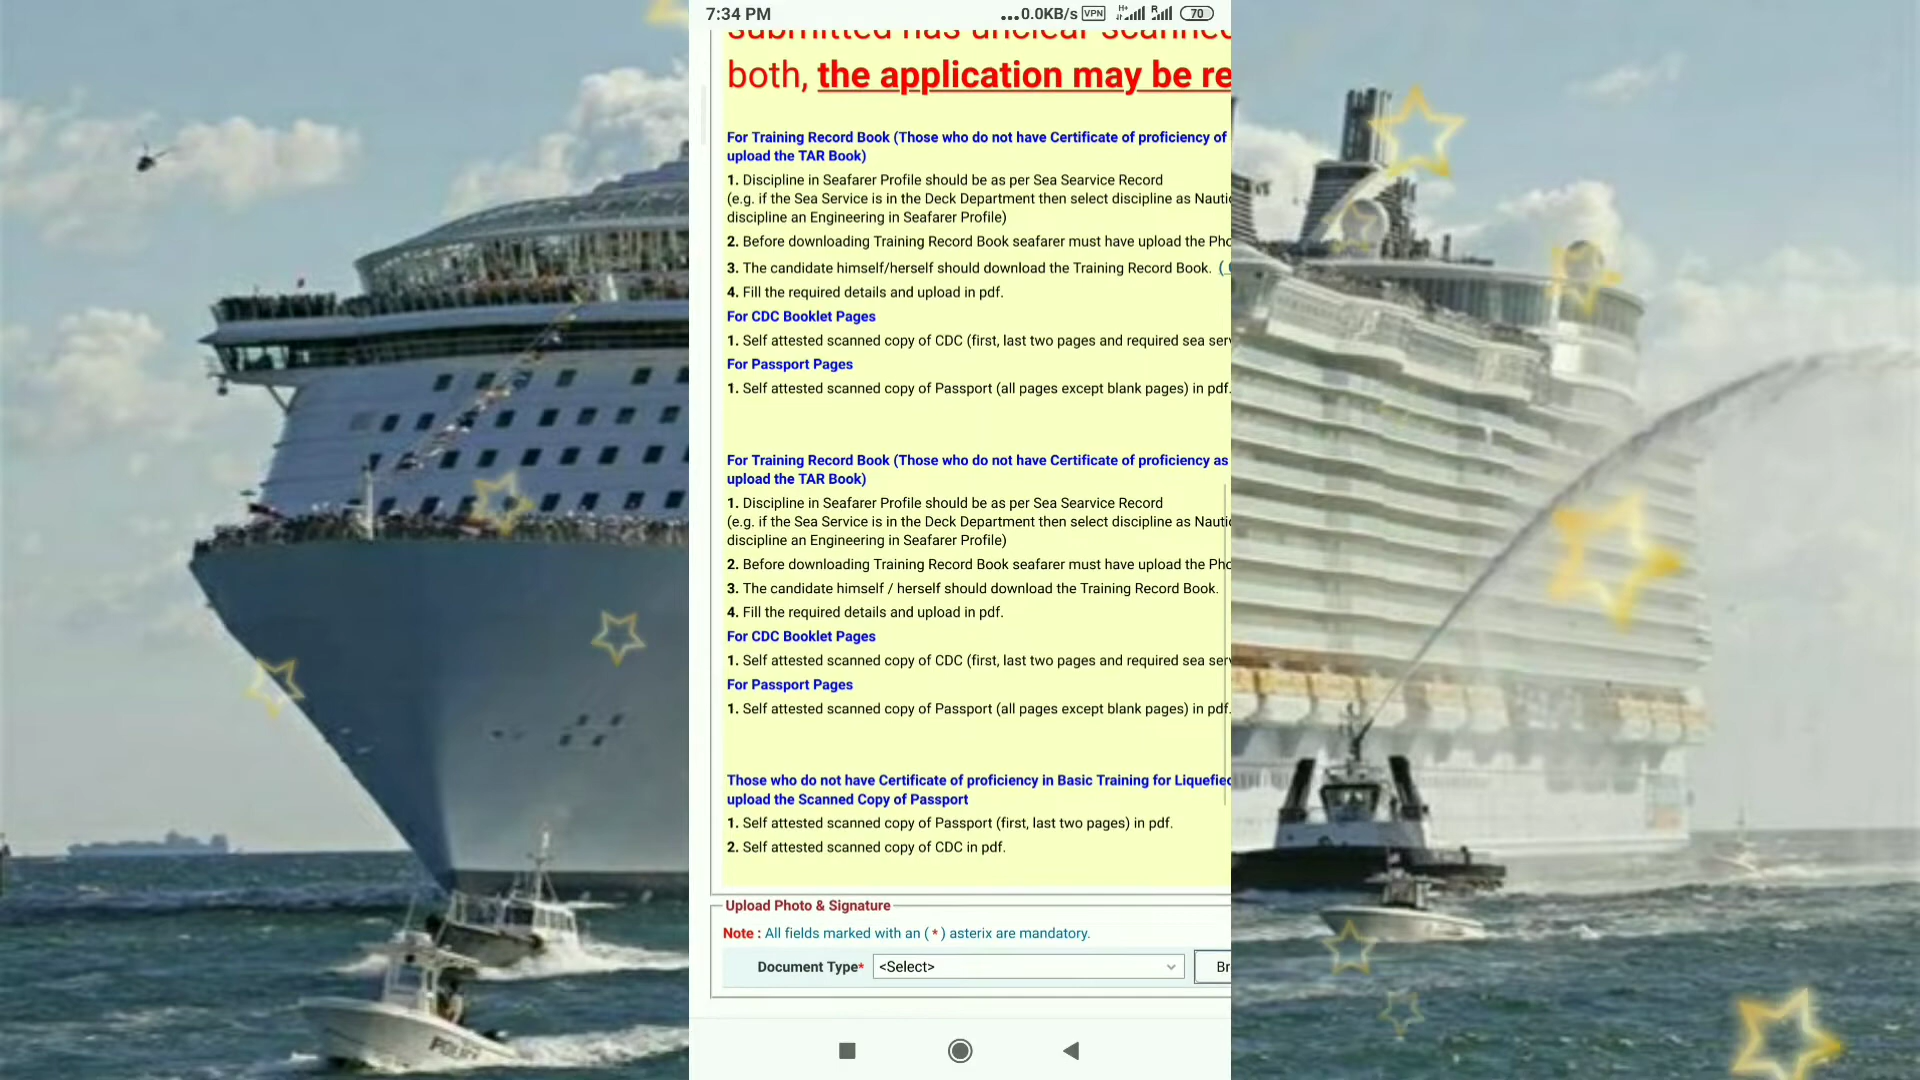 7:34 PM
...0.0KB/s VPN H+ R 70
submitted has unclear scanned
both, the application may be re
For Training Record Book (Those who do not have Certificate of proficiency of
upload the TAR Book)
1. Discipline in Seafarer Profile should be as per Sea Searvice Record
(e.g. if the Sea Service is in the Deck Department then select discipline as Nauti
discipline an Engineering in Seafarer Profile)
2. Before downloading Training Record Book seafarer must have upload the Pho
3. The candidate himself/herself should download the Training Record Book. (
4. Fill the required details and upload in pdf.
For CDC Booklet Pages
1. Self attested scanned copy of CDC (first, last two pages and required sea serv
For Passport Pages
1. Self attested scanned copy of Passport (all pages except blank pages) in pdf.
For Training Record Book (Those who do not have Certificate of proficiency as
upload the TAR Book)
1. Discipline in Seafarer Profile should be as per Sea Searvice Record
(e.g. if the Sea Service is in the Deck Department then select discipline as Nauti
discipline an Engineering in Seafarer Profile)
2. Before downloading Training Record Book seafarer must have upload the Pho
3. The candidate himself / herself should download the Training Record Book.
4. Fill the required details and upload in pdf.
For CDC Booklet Pages
1. Self attested scanned copy of CDC (first, last two pages and required sea serv
For Passport Pages
1. Self attested scanned copy of Passport (all pages except blank pages) in pdf.
Those who do not have Certificate of proficiency in Basic Training for Liquefied
upload the Scanned Copy of Passport
1. Self attested scanned copy of Passport (first, last two pages) in pdf.
2. Self attested scanned copy of CDC in pdf.
Upload Photo & Signature
Note : All fields marked with an ( * ) asterix are mandatory.
Document Type* <Select> Br
POLICE